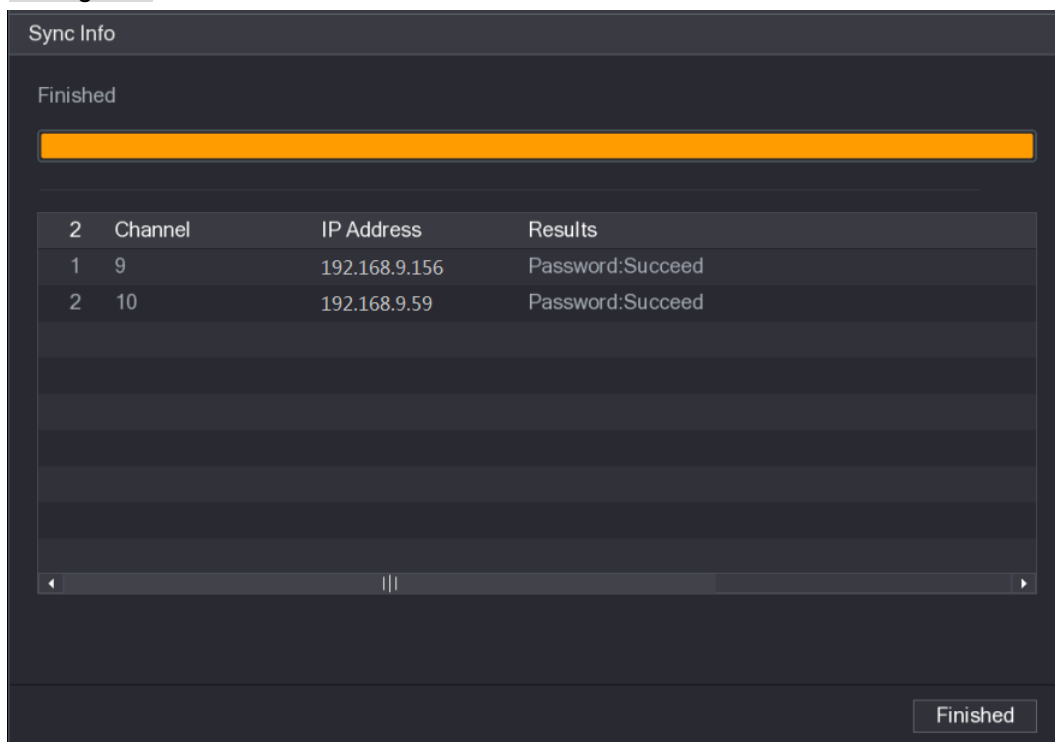 Sync Info
Finished
2 Channel IP Address Results
1 9 192.168.9.156 Password:Succeed
2 10 192.168.9.59 Password:Succeed
Finished